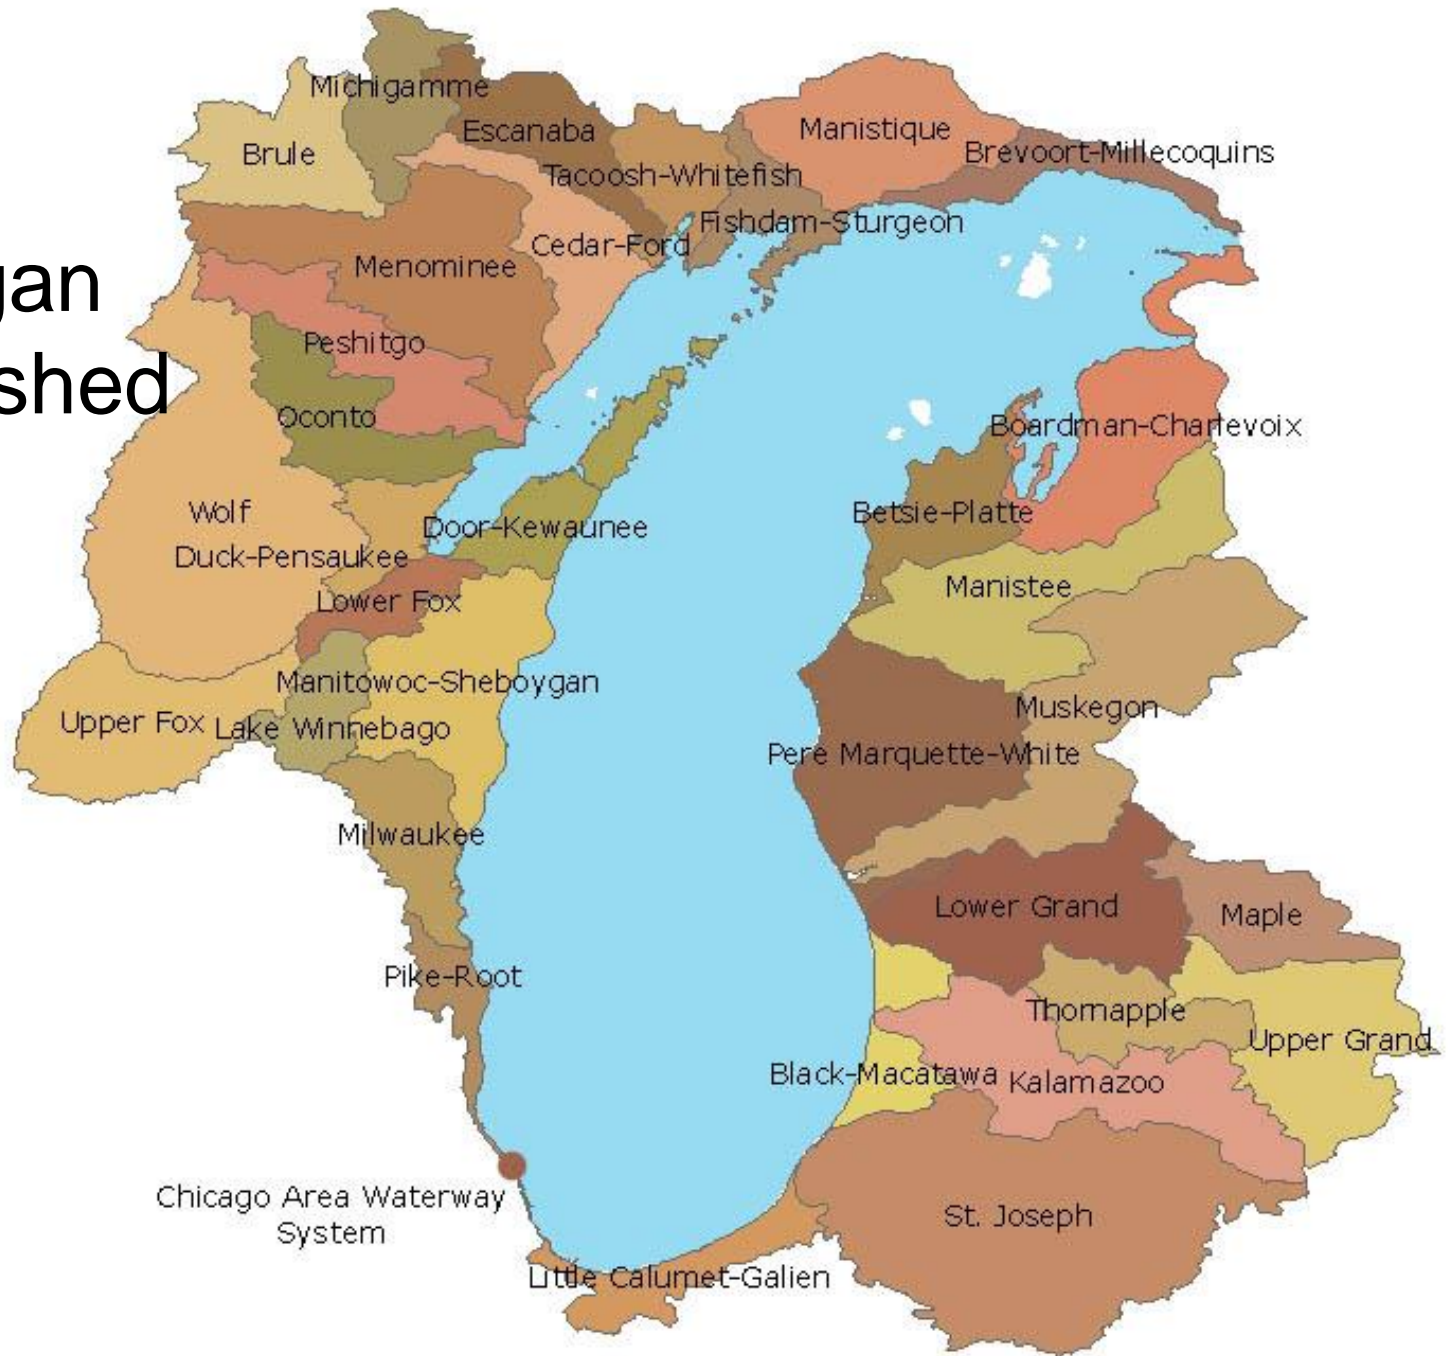 gan
shed
Michigamme
Escanaba
Manistique
Brule
Brevoort-Millecoquins
Tacoosh-Whitefish
Fishdam-Sturgeon
Cedar-Ford
Menominee
Peshitgo
Oconto
Boardman-Charlevoix
Wolf
Betsie-Platte
Door-Kewaunee
Duck-Pensaukee
Manistee
Lower Fox
Manitowoc-Sheboygan
Muskegon
Upper Fox
Lake Winnebago
Pere Marquette-White
Milwaukee
Lower Grand
Maple
Pike-Root
Thornapple
Upper Grand
Black-Macatawa
Kalamazoo
Chicago Area Waterway
System
St. Joseph
Little Calumet-Galien